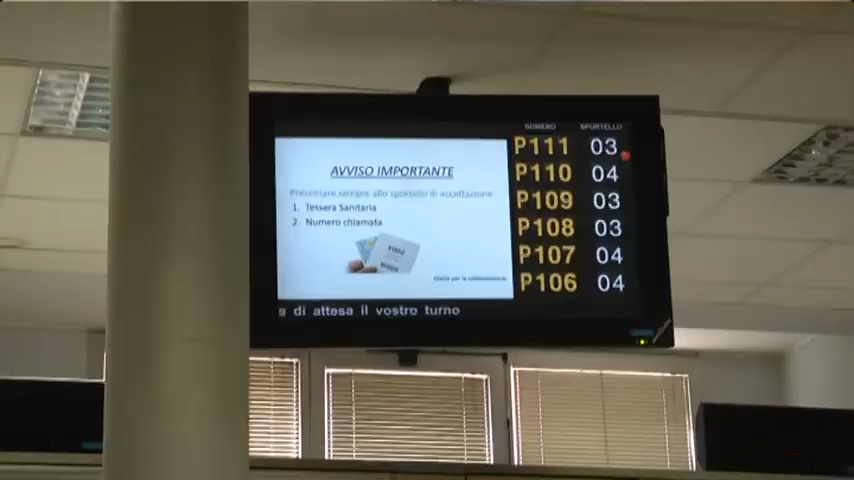 NUMERO SPORTELLO
P111 03
P110 04
P109 03
P108 03
P107 04
P106 04
AVVISO IMPORTANTE
Presentare sempre allo sportello di accettazione
1. Tessera Sanitaria
2. Numero chiamata
Grazie per la collaborazione
a di attesa il vostro turno